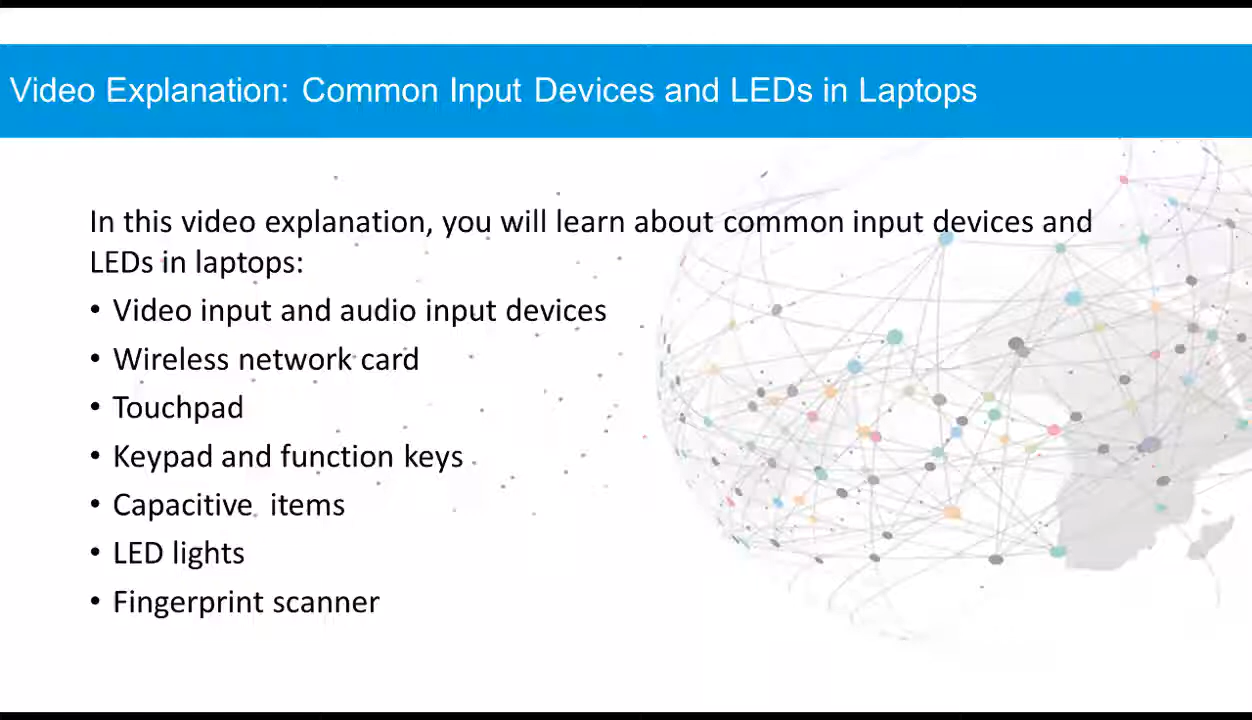 Video Explanation: Common Input Devices and LEDs in Laptops
In this video explanation, you will learn about common input devices and
LEDs in laptops:
• Video input and audio input devices
• Wireless network card
• Touchpad
• Keypad and function keys
• Capacitive  items
• LED lights
• Fingerprint scanner